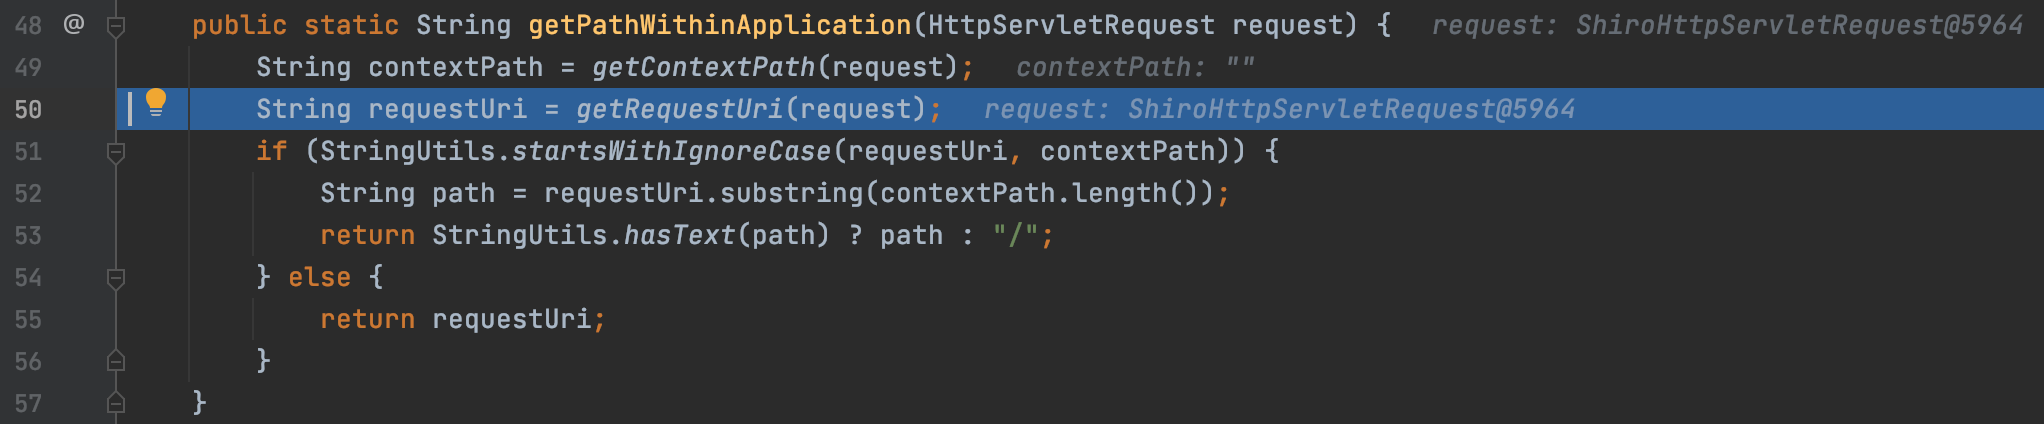 48 @ public static String getPathWithinApplication(HttpServletRequest request) { request: ShiroHttpServletRequest@5964
49 String contextPath = getContextPath(request); contextPath: ""
50 String requestUri = getRequestUri(request); request: ShiroHttpServletRequest@5964
51 if (StringUtils.startsWithIgnoreCase(requestUri, contextPath)) {
52 String path = requestUri.substring(contextPath.length());
53 return StringUtils.hasText(path) ? path : "/";
54 } else {
55 return requestUri;
56 }
57 }